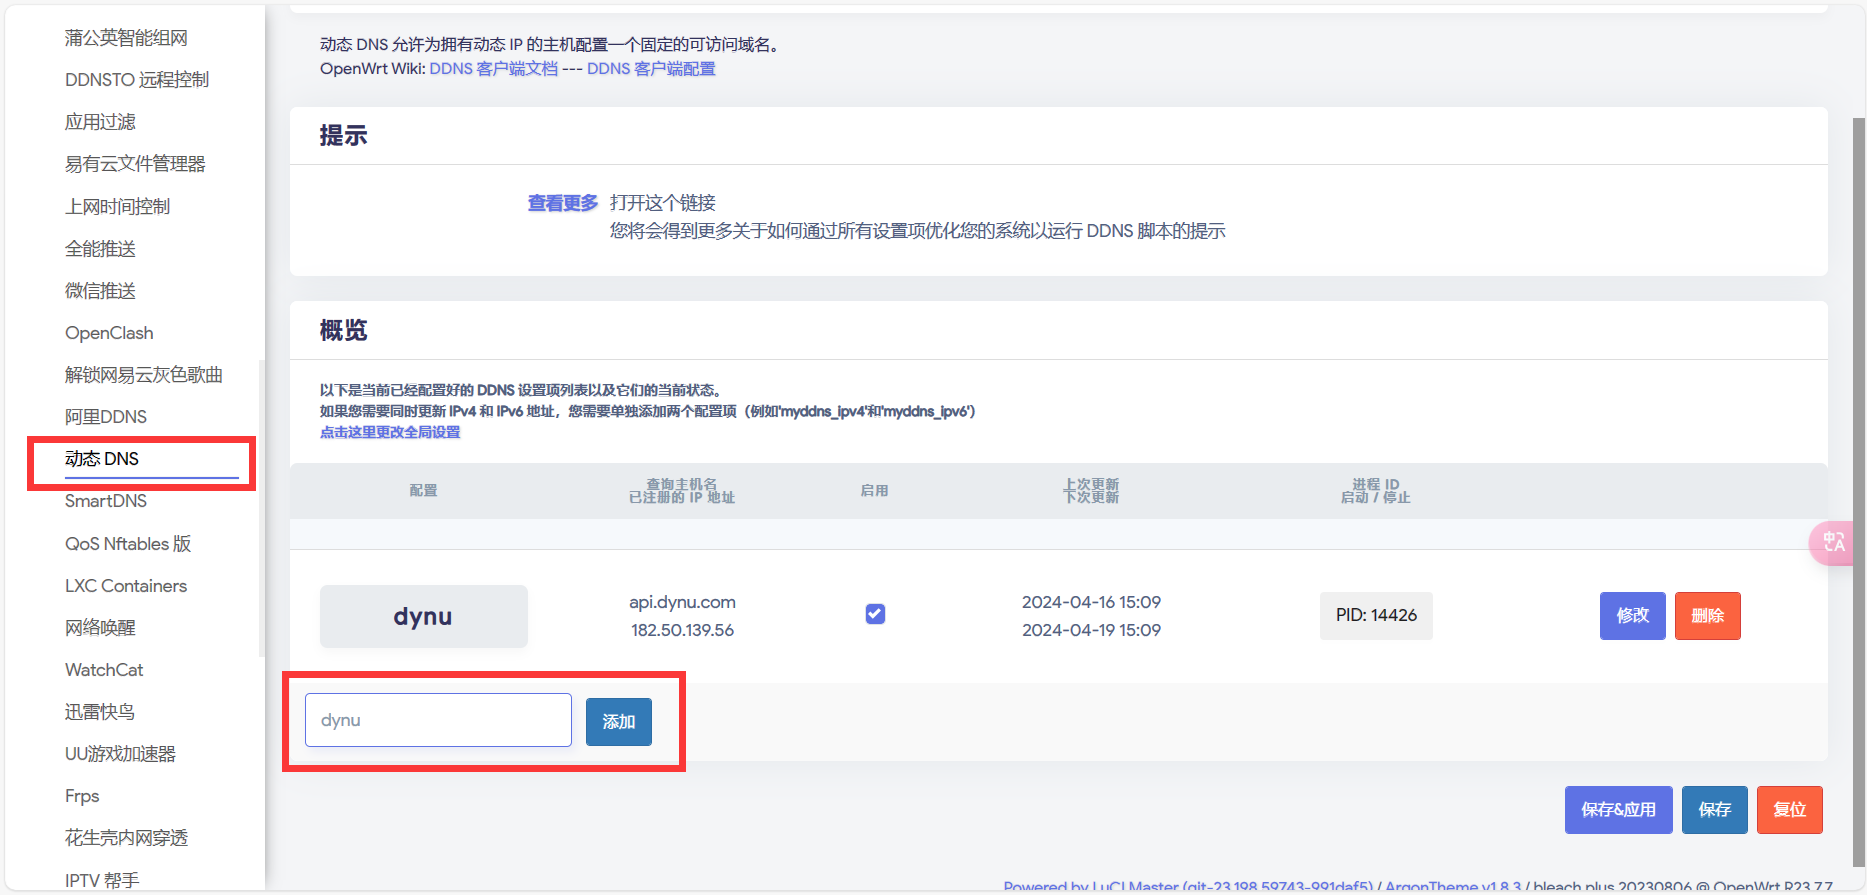 蒲公英智能组网
DDNSTO 远程控制
应用过滤
易有云文件管理器
上网时间控制
全能推送
微信推送
OpenClash
解锁网易云灰色歌曲
阿里DDNS
动态 DNS
SmartDNS
QoS Nftables 版
LXC Containers
网络唤醒
WatchCat
迅雷快鸟
UU游戏加速器
Frps
花生壳内网穿透
IPTV 帮手
动态 DNS 允许为拥有动态 IP 的主机配置一个固定的可访问域名。
OpenWrt Wiki: DDNS 客户端文档 --- DDNS 客户端配置
提示
查看更多 打开这个链接
您将会得到更多关于如何通过所有设置项优化您的系统以运行 DDNS 脚本的提示
概览
以下是当前已经配置好的 DDNS 设置项列表以及它们的当前状态。
如果您需要同时更新 IPv4 和 IPv6 地址，您需要单独添加两个配置项（例如'myddns_ipv4'和'myddns_ipv6'）
点击这里更改全局设置
配置
查询主机名
已注册的 IP 地址
启用
上次更新
下次更新
进程 ID
启动 / 停止
dynu
api.dynu.com
182.50.139.56
2024-04-16 15:09
2024-04-19 15:09
PID: 14426
修改
删除
dynu
添加
保存&应用
保存
复位
Powered by LuCI Master (git-23.198.59743-991daf5) / ArgonTheme v1.8.3 / bleach plus 20230806 @ OpenWrt R23.7.7
中A